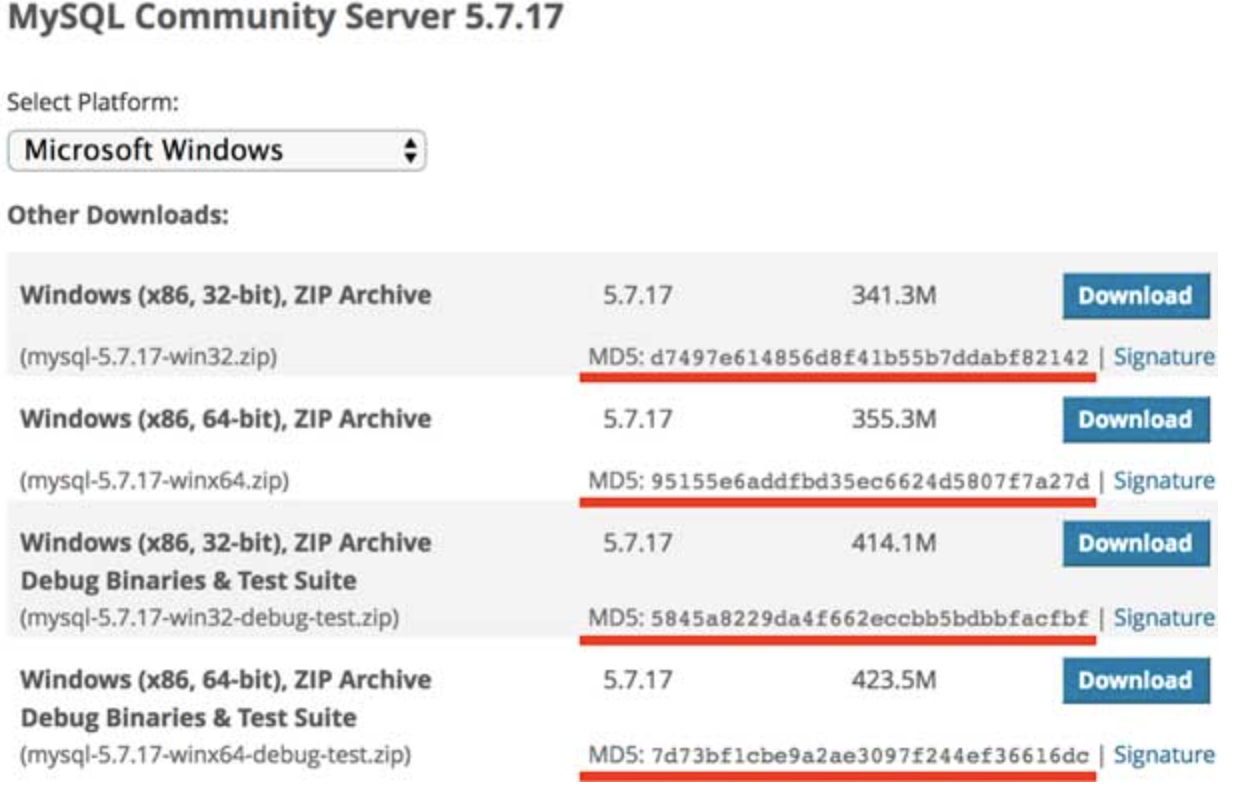 MySQL Community Server 5.7.17
Select Platform:
Microsoft Windows
Other Downloads:
Windows (x86, 32-bit), ZIP Archive 5.7.17 341.3M Download
(mysql-5.7.17-win32.zip) MD5: d7497e614856d8f41b55b7ddabf82142 | Signature
Windows (x86, 64-bit), ZIP Archive 5.7.17 355.3M Download
(mysql-5.7.17-winx64.zip) MD5: 95155e6addfbd35ec6624d5807f7a27d | Signature
Windows (x86, 32-bit), ZIP Archive 5.7.17 414.1M Download
Debug Binaries & Test Suite
(mysql-5.7.17-win32-debug-test.zip) MD5: 5845a8229da4f662eccbb5bdbbfacfbf | Signature
Windows (x86, 64-bit), ZIP Archive 5.7.17 423.5M Download
Debug Binaries & Test Suite
(mysql-5.7.17-winx64-debug-test.zip) MD5: 7d73bf1cbe9a2ae3097f244ef36616dc | Signature